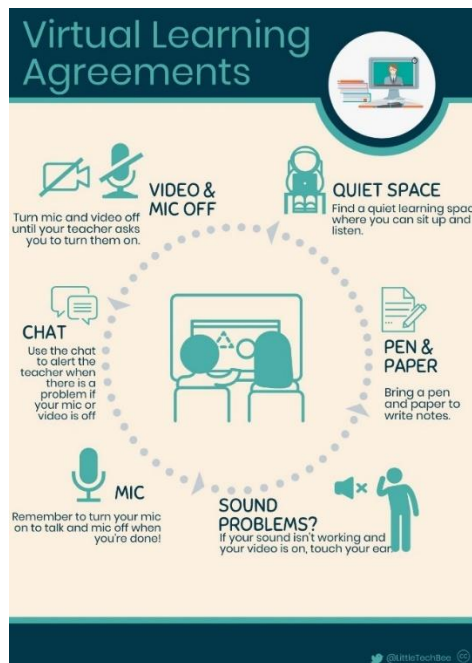 Virtual Learning
Agreements
VIDEO &
MIC OFF
Turn mic and video off
until your teacher asks
you to turn them on.
QUIET SPACE
Find a quiet learning spac
where you can sit up and
listen.
PEN &
PAPER
Bring a pen
and paper to
write notes.
SOUND
PROBLEMS?
If your sound isn't working and
your video is on, touch your ear.
MIC
Remember to turn your mic
on to talk and mic off when
you're done!
CHAT
Use the chat
to alert the
teacher when
there is a
problem if
your mic or
video is off
@LittleTechBee
cc